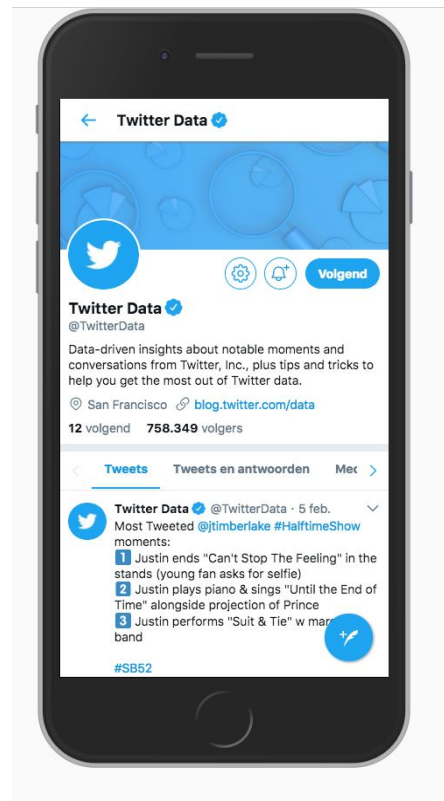 Twitter Data
Volgend
Twitter Data
@TwitterData
Data-driven insights about notable moments and
conversations from Twitter, Inc., plus tips and tricks to
help you get the most out of Twitter data.
San Francisco blog.twitter.com/data
12 volgend 758.349 volgers
Tweets Tweets en antwoorden
Twitter Data @TwitterData · 5 feb.
Most Tweeted @jtimberlake #HalftimeShow
moments:
1 Justin ends "Can't Stop The Feeling" in the
stands (young fan asks for selfie)
2 Justin plays piano & sings "Until the End of
Time" alongside projection of Prince
3 Justin performs "Suit & Tie" w
band
#SB52